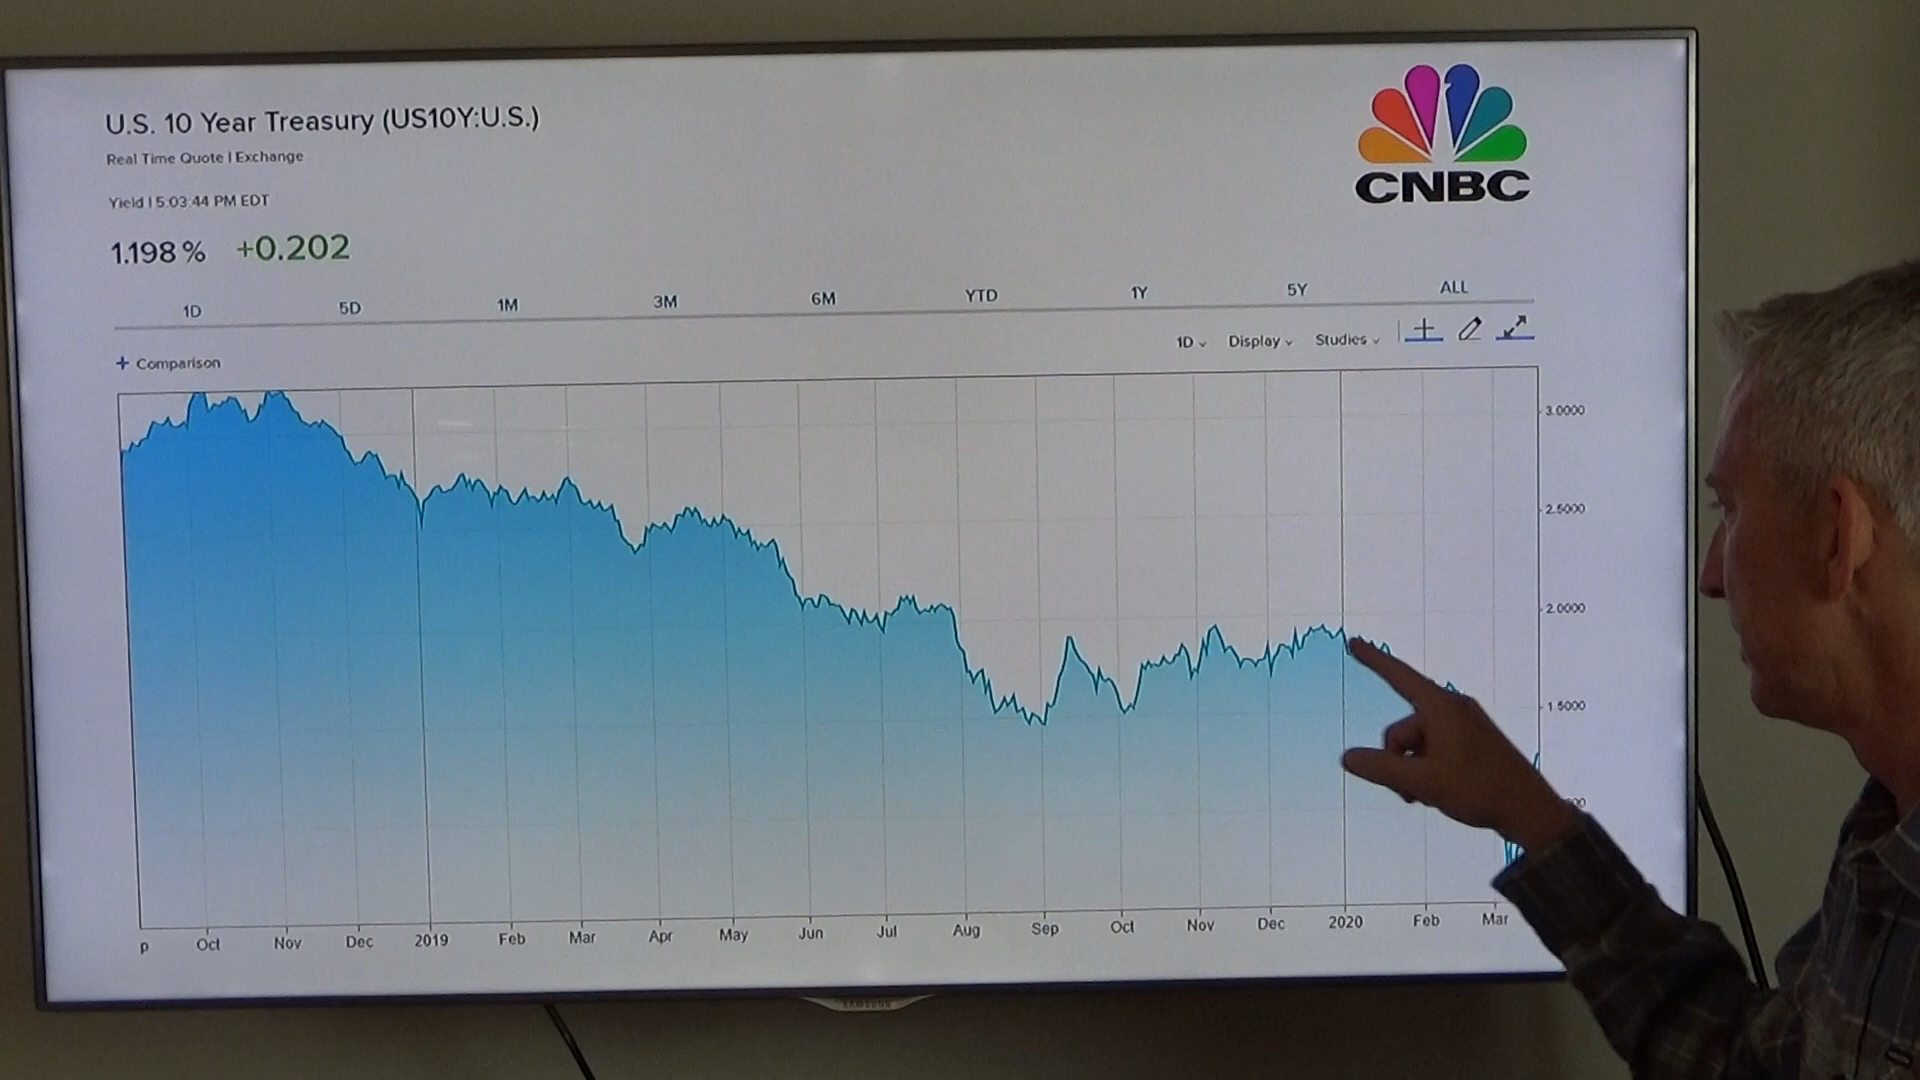 U.S. 10 Year Treasury (US10Y:U.S.)
Real Time Quote | Exchange
Yield | 5:03:44 PM EDT
1.198 % +0.202
CNBC
1D 5D 1M 3M 6M YTD 1Y 5Y ALL
1D Display Studies
+ Comparison
3.0000
2.5000
2.0000
1.5000
p Oct Nov Dec 2019 Feb Mar Apr May Jun Jul Aug Sep Oct Nov Dec 2020 Feb Mar
SAMSUNG